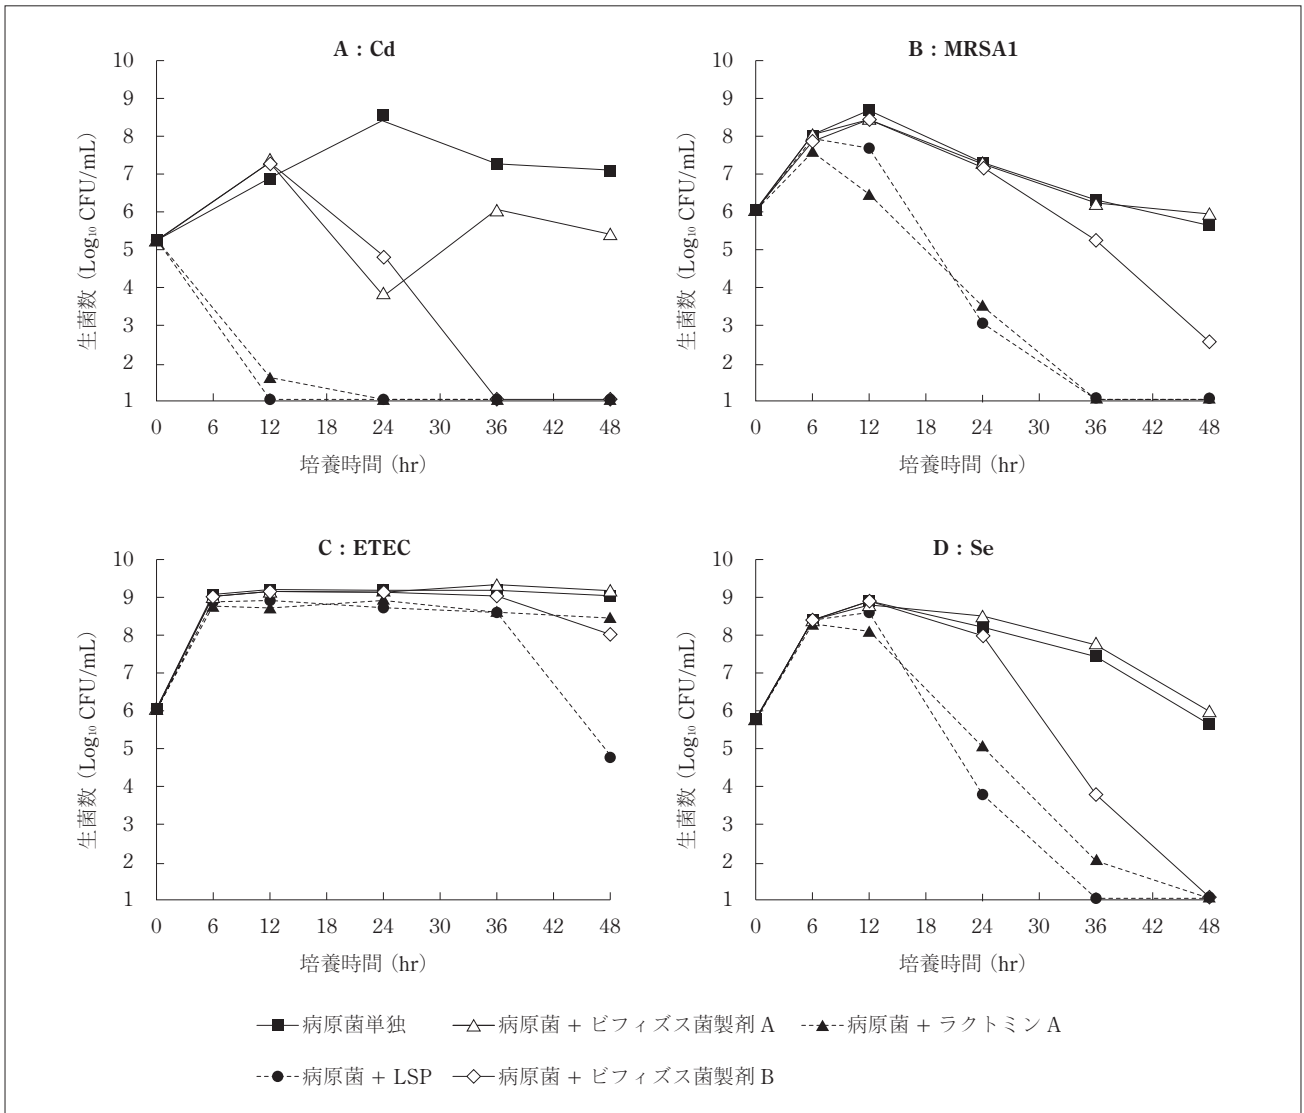 A : Cd
10
9
8
7
6
5
4
3
2
1
生菌数 (Log₁₀ CFU/mL)
0 6 12 18 24 30 36 42 48
培養時間 (hr)
B : MRSA1
10
9
8
7
6
5
4
3
2
1
生菌数 (Log₁₀ CFU/mL)
0 6 12 18 24 30 36 42 48
培養時間 (hr)
C : ETEC
10
9
8
7
6
5
4
3
2
1
生菌数 (Log₁₀ CFU/mL)
0 6 12 18 24 30 36 42 48
培養時間 (hr)
D : Se
10
9
8
7
6
5
4
3
2
1
生菌数 (Log₁₀ CFU/mL)
0 6 12 18 24 30 36 42 48
培養時間 (hr)
病原菌単独 病原菌 + ビフィズス菌製剤 A 病原菌 + ラクトミン A
病原菌 + LSP 病原菌 + ビフィズス菌製剤 B